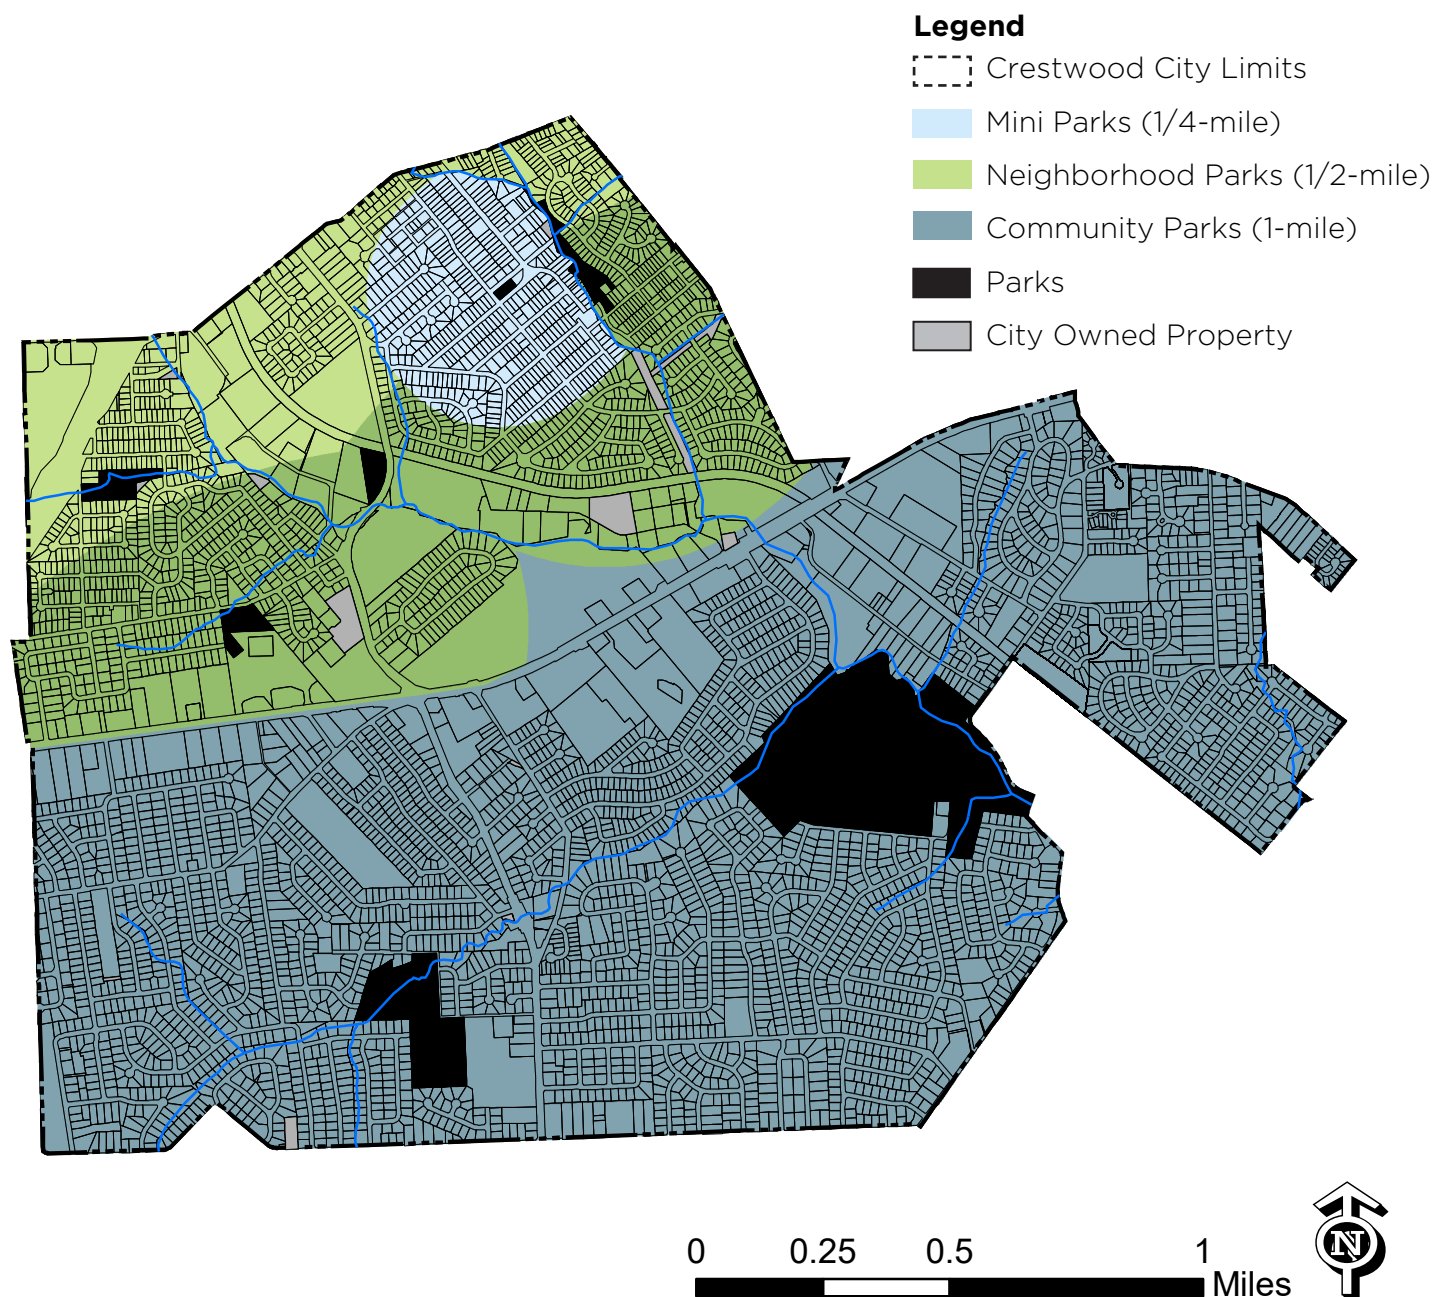 Legend
Crestwood City Limits
Mini Parks (1/4-mile)
Neighborhood Parks (1/2-mile)
Community Parks (1-mile)
Parks
City Owned Property
0 0.25 0.5 1
Miles
N